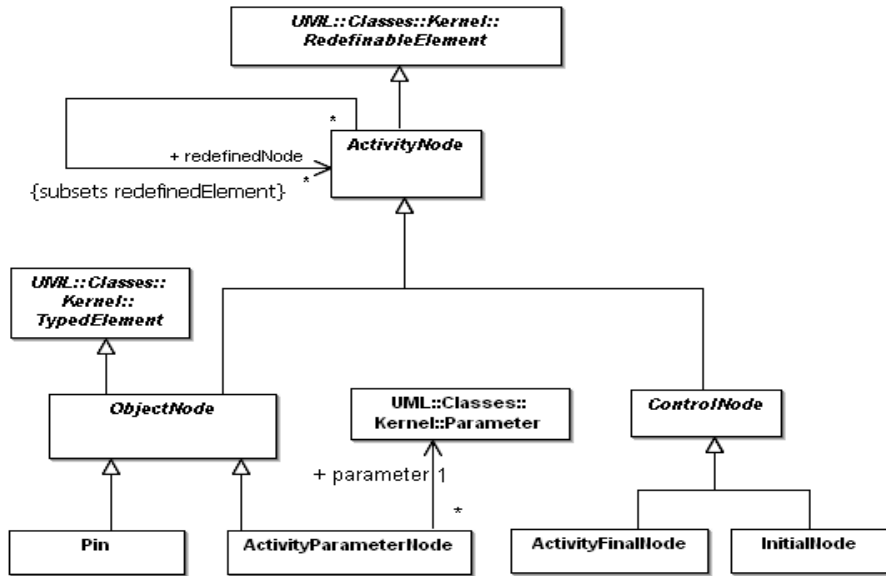 UML::Classes::Kernel::
RedefinableElement
*
ActivityNode
+ redefinedNode
*
{subsets redefinedElement}
UML::Classes::
Kernel::
TypedElement
ObjectNode
UML::Classes::
Kernel::Parameter
ControlNode
+ parameter 1
*
Pin
ActivityParameterNode
ActivityFinalNode
InitialNode